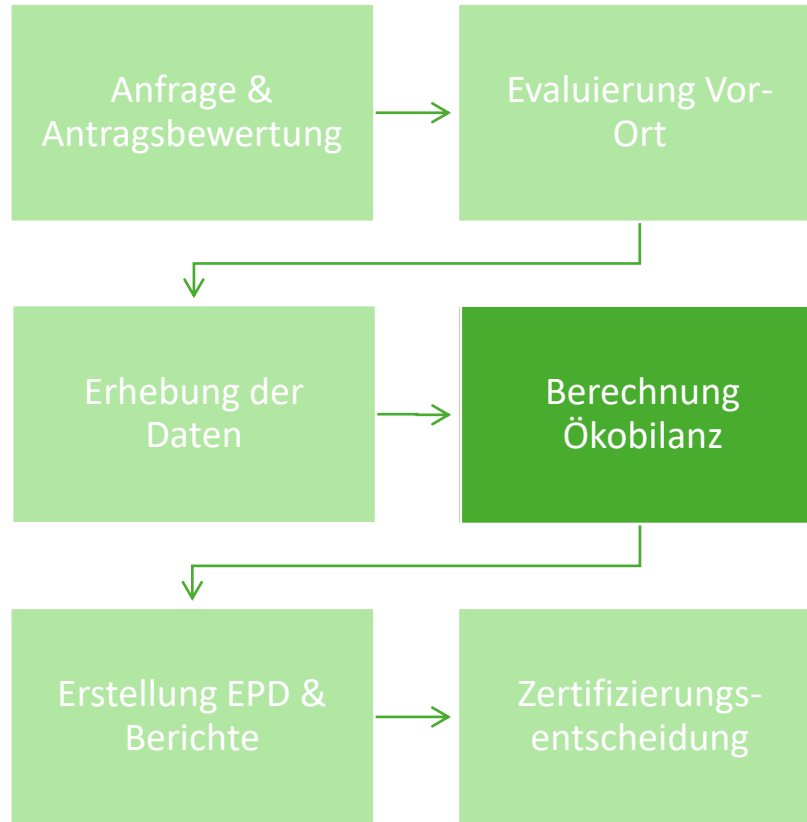 Anfrage &
Antragsbewertung
Evaluierung Vor-
Ort
Erhebung der
Daten
Berechnung
Ökobilanz
Erstellung EPD &
Berichte
Zertifizierungs-
entscheidung